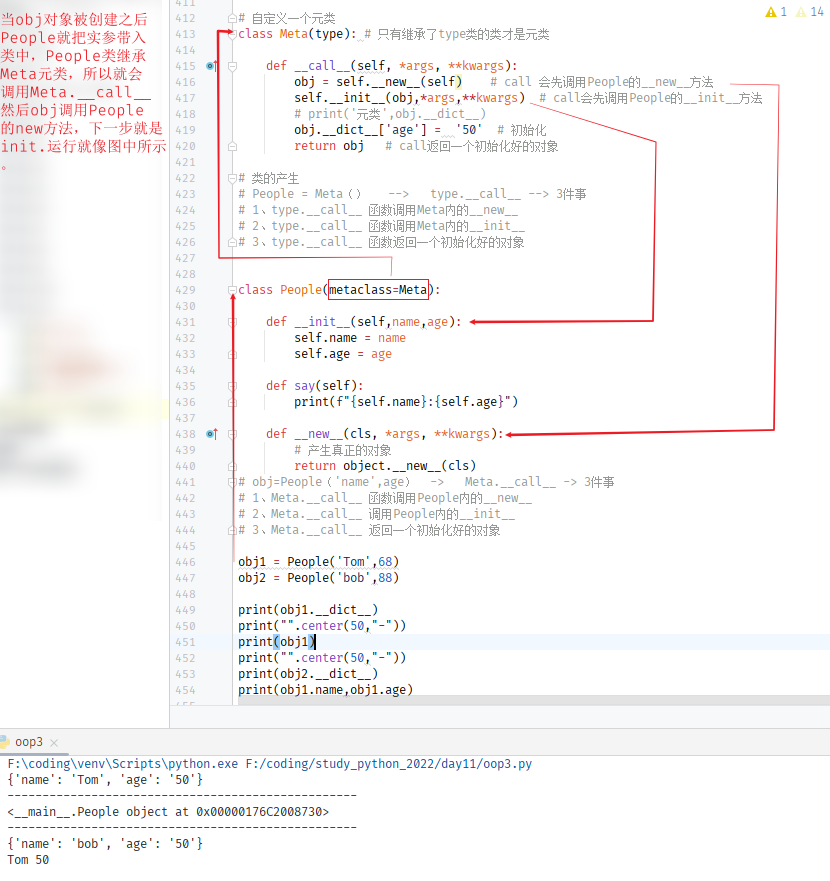 当obj对象被创建之后
People就把实参带入
类中，People类继承
Meta元类，所以就会
调用Meta.__call__
然后obj调用People
的new方法，下一步就是
init.运行就像图中所示
。
411
412 # 自定义一个元类
413 class Meta(type): # 只有继承了type类的类才是元类
414
415 def __call__(self, *args, **kwargs):
416 obj = self.__new__(self) # call 会先调用People的__new__方法
417 self.__init__(obj,*args,**kwargs) # call会先调用People的__init__方法
418 # print('元类',obj.__dict__)
419 obj.__dict__['age'] = '50' # 初始化
420 return obj # call返回一个初始化好的对象
421
422 # 类的产生
423 # People = Meta（） --> type.__call__ --> 3件事
424 # 1、type.__call__ 函数调用Meta内的__new__
425 # 2、type.__call__ 函数调用Meta内的__init__
426 # 3、type.__call__ 函数返回一个初始化好的对象
427
428
429 class People(metaclass=Meta):
430
431 def __init__(self,name,age):
432 self.name = name
433 self.age = age
434
435 def say(self):
436 print(f"{self.name}:{self.age}")
437
438 def __new__(cls, *args, **kwargs):
439 # 产生真正的对象
440 return object.__new__(cls)
441 # obj=People（'name',age） -> Meta.__call__ -> 3件事
442 # 1、Meta.__call__ 函数调用People内的__new__
443 # 2、Meta.__call__ 调用People内的__init__
444 # 3、Meta.__call__ 返回一个初始化好的对象
445
446 obj1 = People('Tom',68)
447 obj2 = People('bob',88)
448
449 print(obj1.__dict__)
450 print("".center(50,"-"))
451 print(obj1)
452 print("".center(50,"-"))
453 print(obj2.__dict__)
454 print(obj1.name,obj1.age)
1 14
oop3 ×
F:\coding\venv\Scripts\python.exe F:/coding/study_python_2022/day11/oop3.py
{'name': 'Tom', 'age': '50'}
--------------------------------------------------
<__main__.People object at 0x00000176C2008730>
--------------------------------------------------
{'name': 'bob', 'age': '50'}
Tom 50